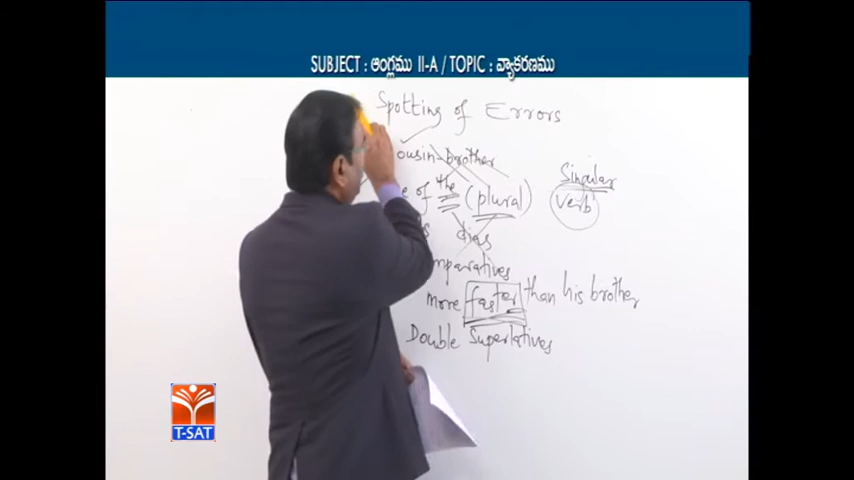 SUBJECT : ఆంగ్లము II-A / TOPIC : వ్యాకరణము
Spotting of Errors
ousin-brother
e of the (plural) Singular verb
s dias
mparatives
more faster than his brother
Double Superlatives
T-SAT